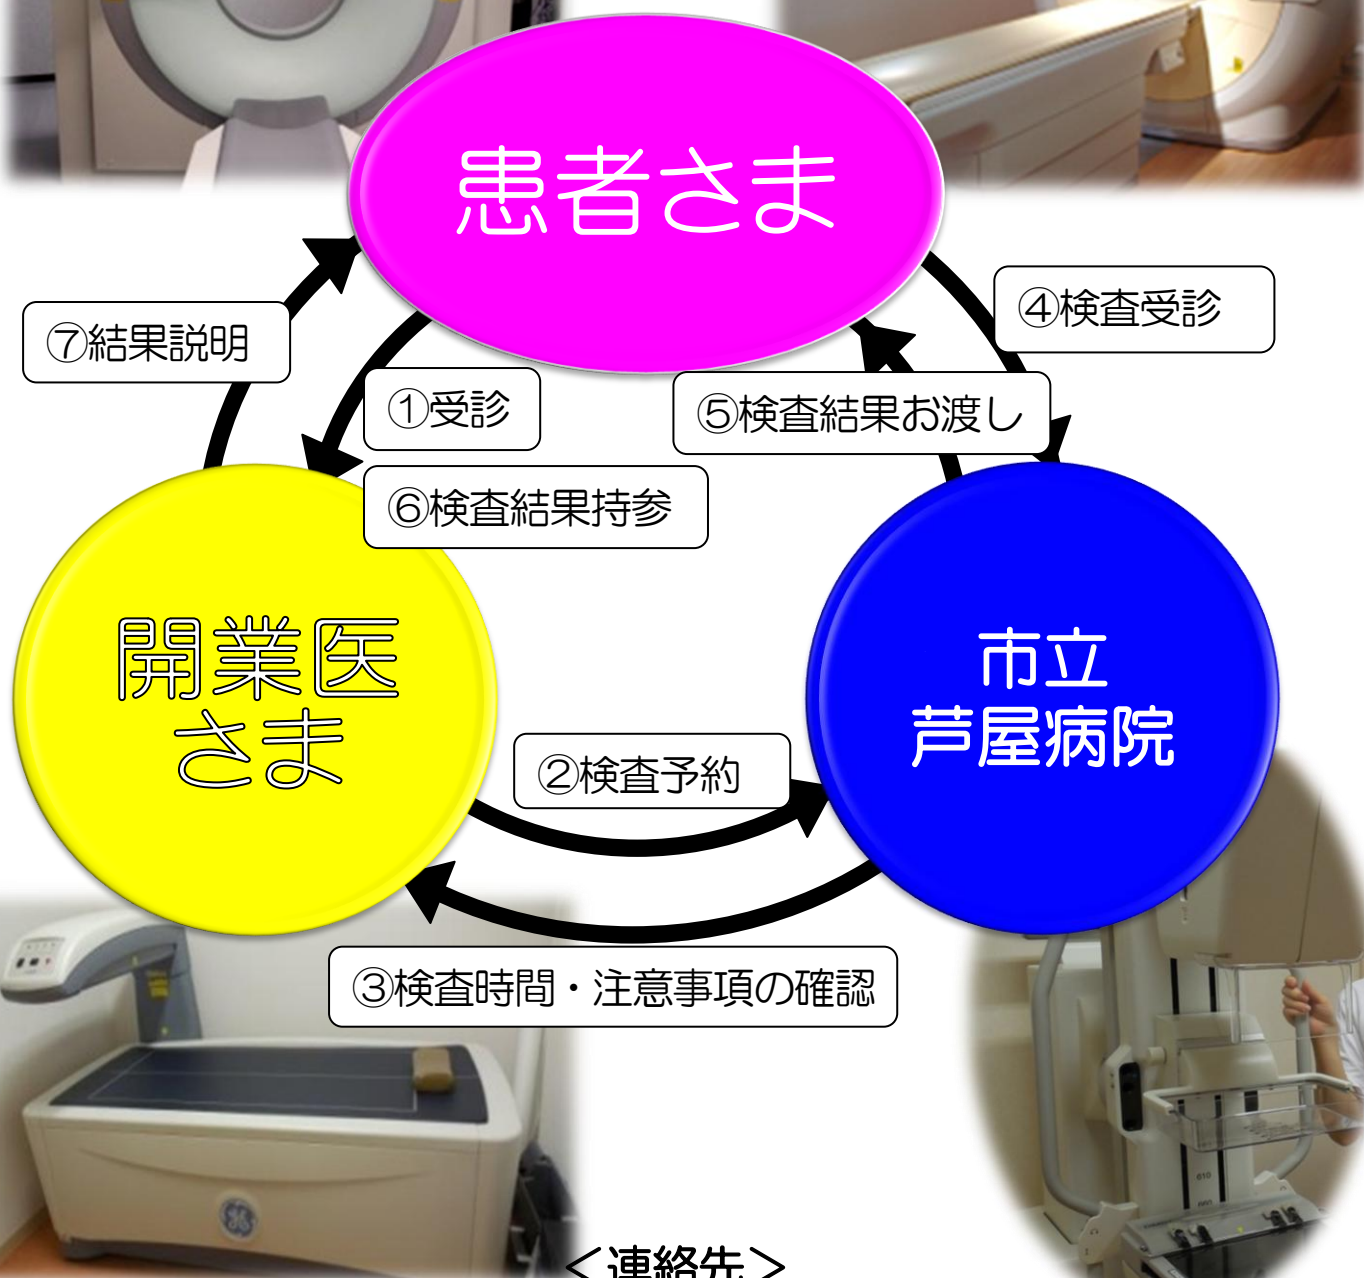 患者さま
④検査受診
⑦結果説明
①受診
⑤検査結果お渡し
⑥検査結果持参
開業医
さま
市立
芦屋病院
②検査予約
③検査時間・注意事項の確認
610
＜連絡先＞